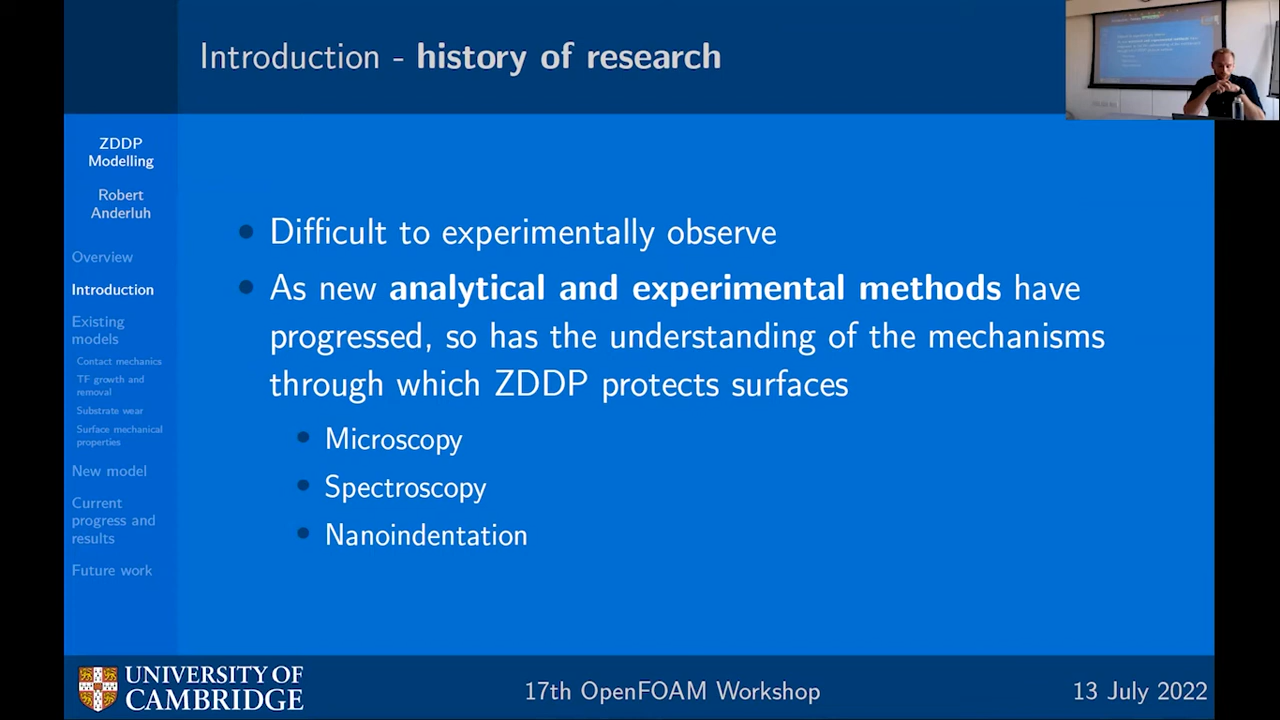 Introduction - history of research
ZDDP
Modelling
Robert
Anderluh
Overview
Introduction
Existing
models
Contact mechanics
TF growth and
removal
Substrate wear
Surface mechanical
properties
New model
Current
progress and
results
Future work
Difficult to experimentally observe
As new analytical and experimental methods have
progressed, so has the understanding of the mechanisms
through which ZDDP protects surfaces
Microscopy
Spectroscopy
Nanoindentation
UNIVERSITY OF
CAMBRIDGE
17th OpenFOAM Workshop
13 July 2022